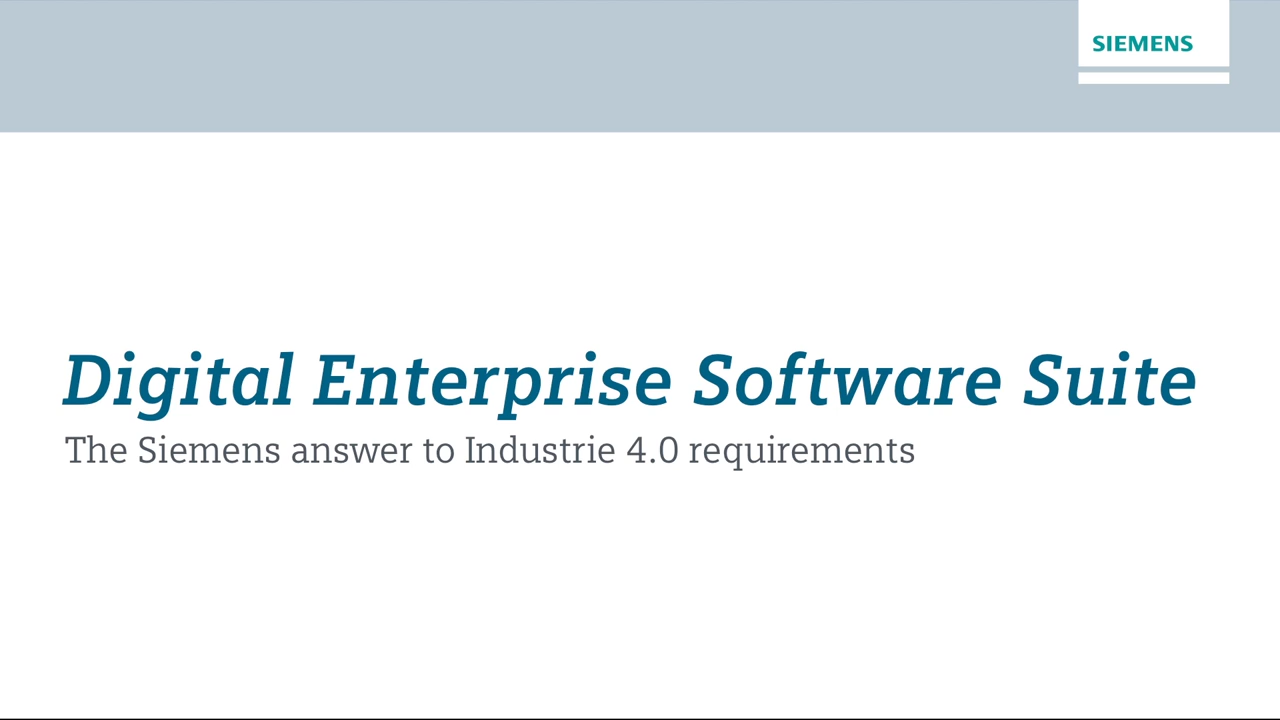 SIEMENS
Digital Enterprise Software Suite
The Siemens answer to Industrie 4.0 requirements